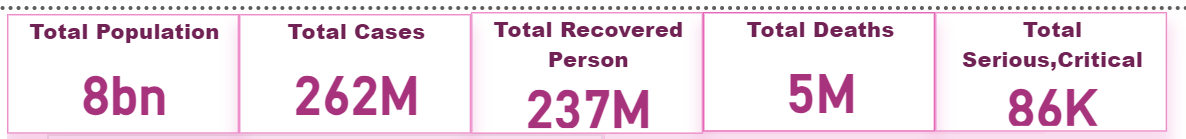 Total Population
8bn
Total Cases
262M
Total Recovered
Person
237M
Total Deaths
5M
Total
Serious,Critical
86K